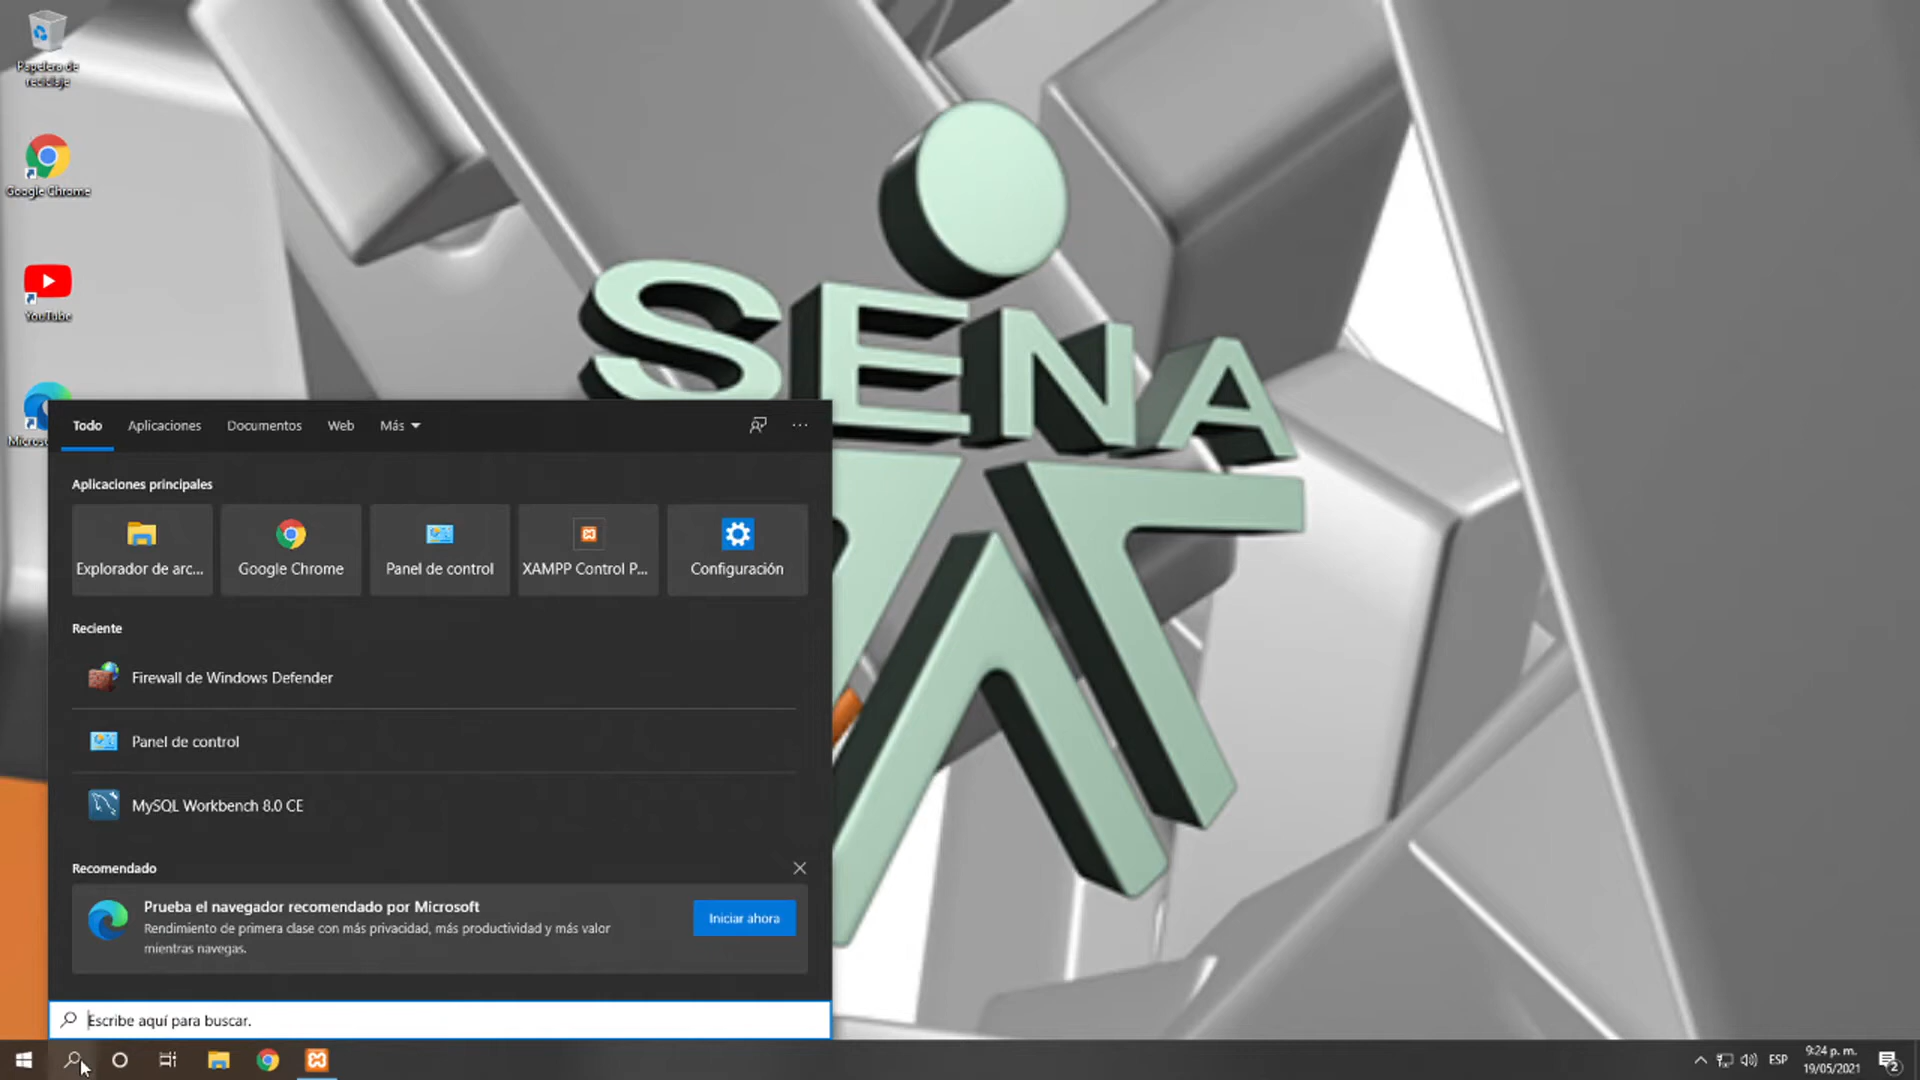 Papelera de
reciclaje
Google Chrome
YouTube
Micros
SENA
Todo
Aplicaciones
Documentos
Web
Más
Aplicaciones principales
Explorador de arc...
Google Chrome
Panel de control
XAMPP Control P...
Configuración
Reciente
Firewall de Windows Defender
Panel de control
MySQL Workbench 8.0 CE
Recomendado
Prueba el navegador recomendado por Microsoft
Rendimiento de primera clase con más privacidad, más productividad y más valor
mientras navegas.
Iniciar ahora
Escribe aquí para buscar.
ESP
9:24 p. m.
19/05/2021
2